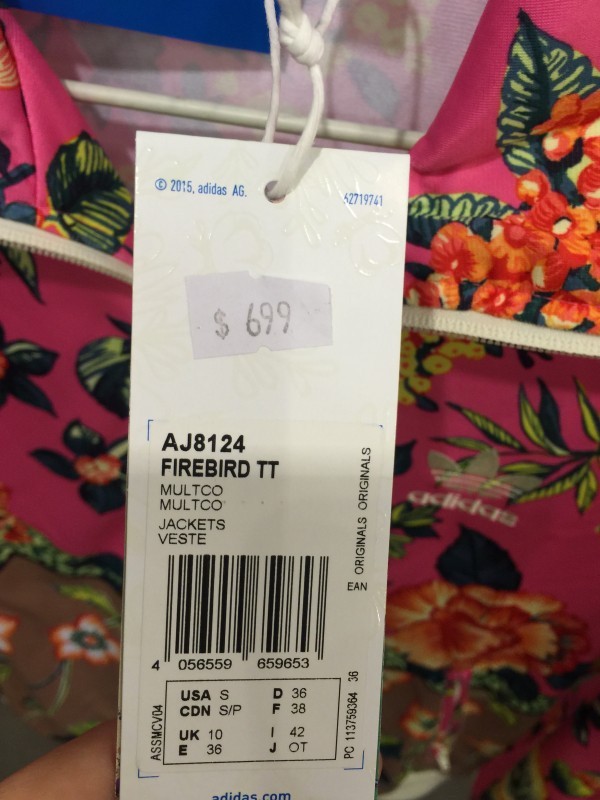 © 2015, adidas AG.
62719741
$ 699
AJ8124
FIREBIRD TT
MULTCO
MULTCO
JACKETS
VESTE
EAN ORIGINALS ORIGINALS
4 056559 659653
ASSMCV04
USA S D 36
CDN S/P F 38
UK 10 I 42
E 36 J OT
PC 113759364 36
adidas.com
adidas